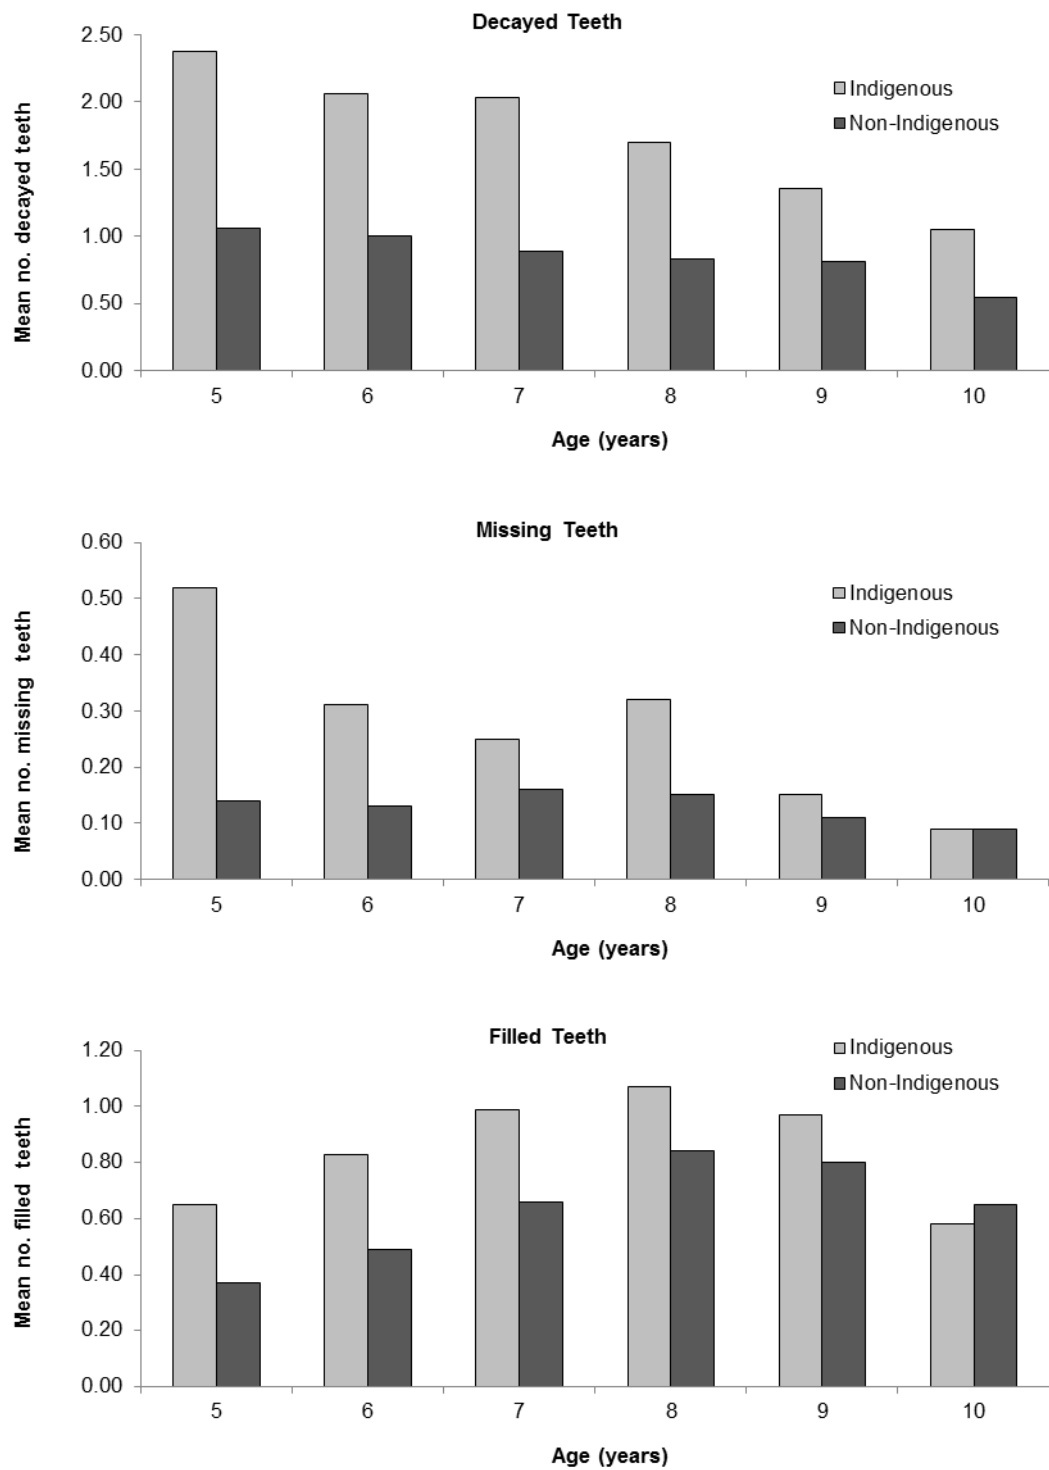 Decayed Teeth
Mean no. decayed teeth
2.50
2.00
1.50
1.00
0.50
0.00
Indigenous
Non-Indigenous
5 6 7 8 9 10
Age (years)
Missing Teeth
Mean no. missing teeth
0.60
0.50
0.40
0.30
0.20
0.10
0.00
Indigenous
Non-Indigenous
5 6 7 8 9 10
Age (years)
Filled Teeth
Mean no. filled teeth
1.20
1.00
0.80
0.60
0.40
0.20
0.00
Indigenous
Non-Indigenous
5 6 7 8 9 10
Age (years)